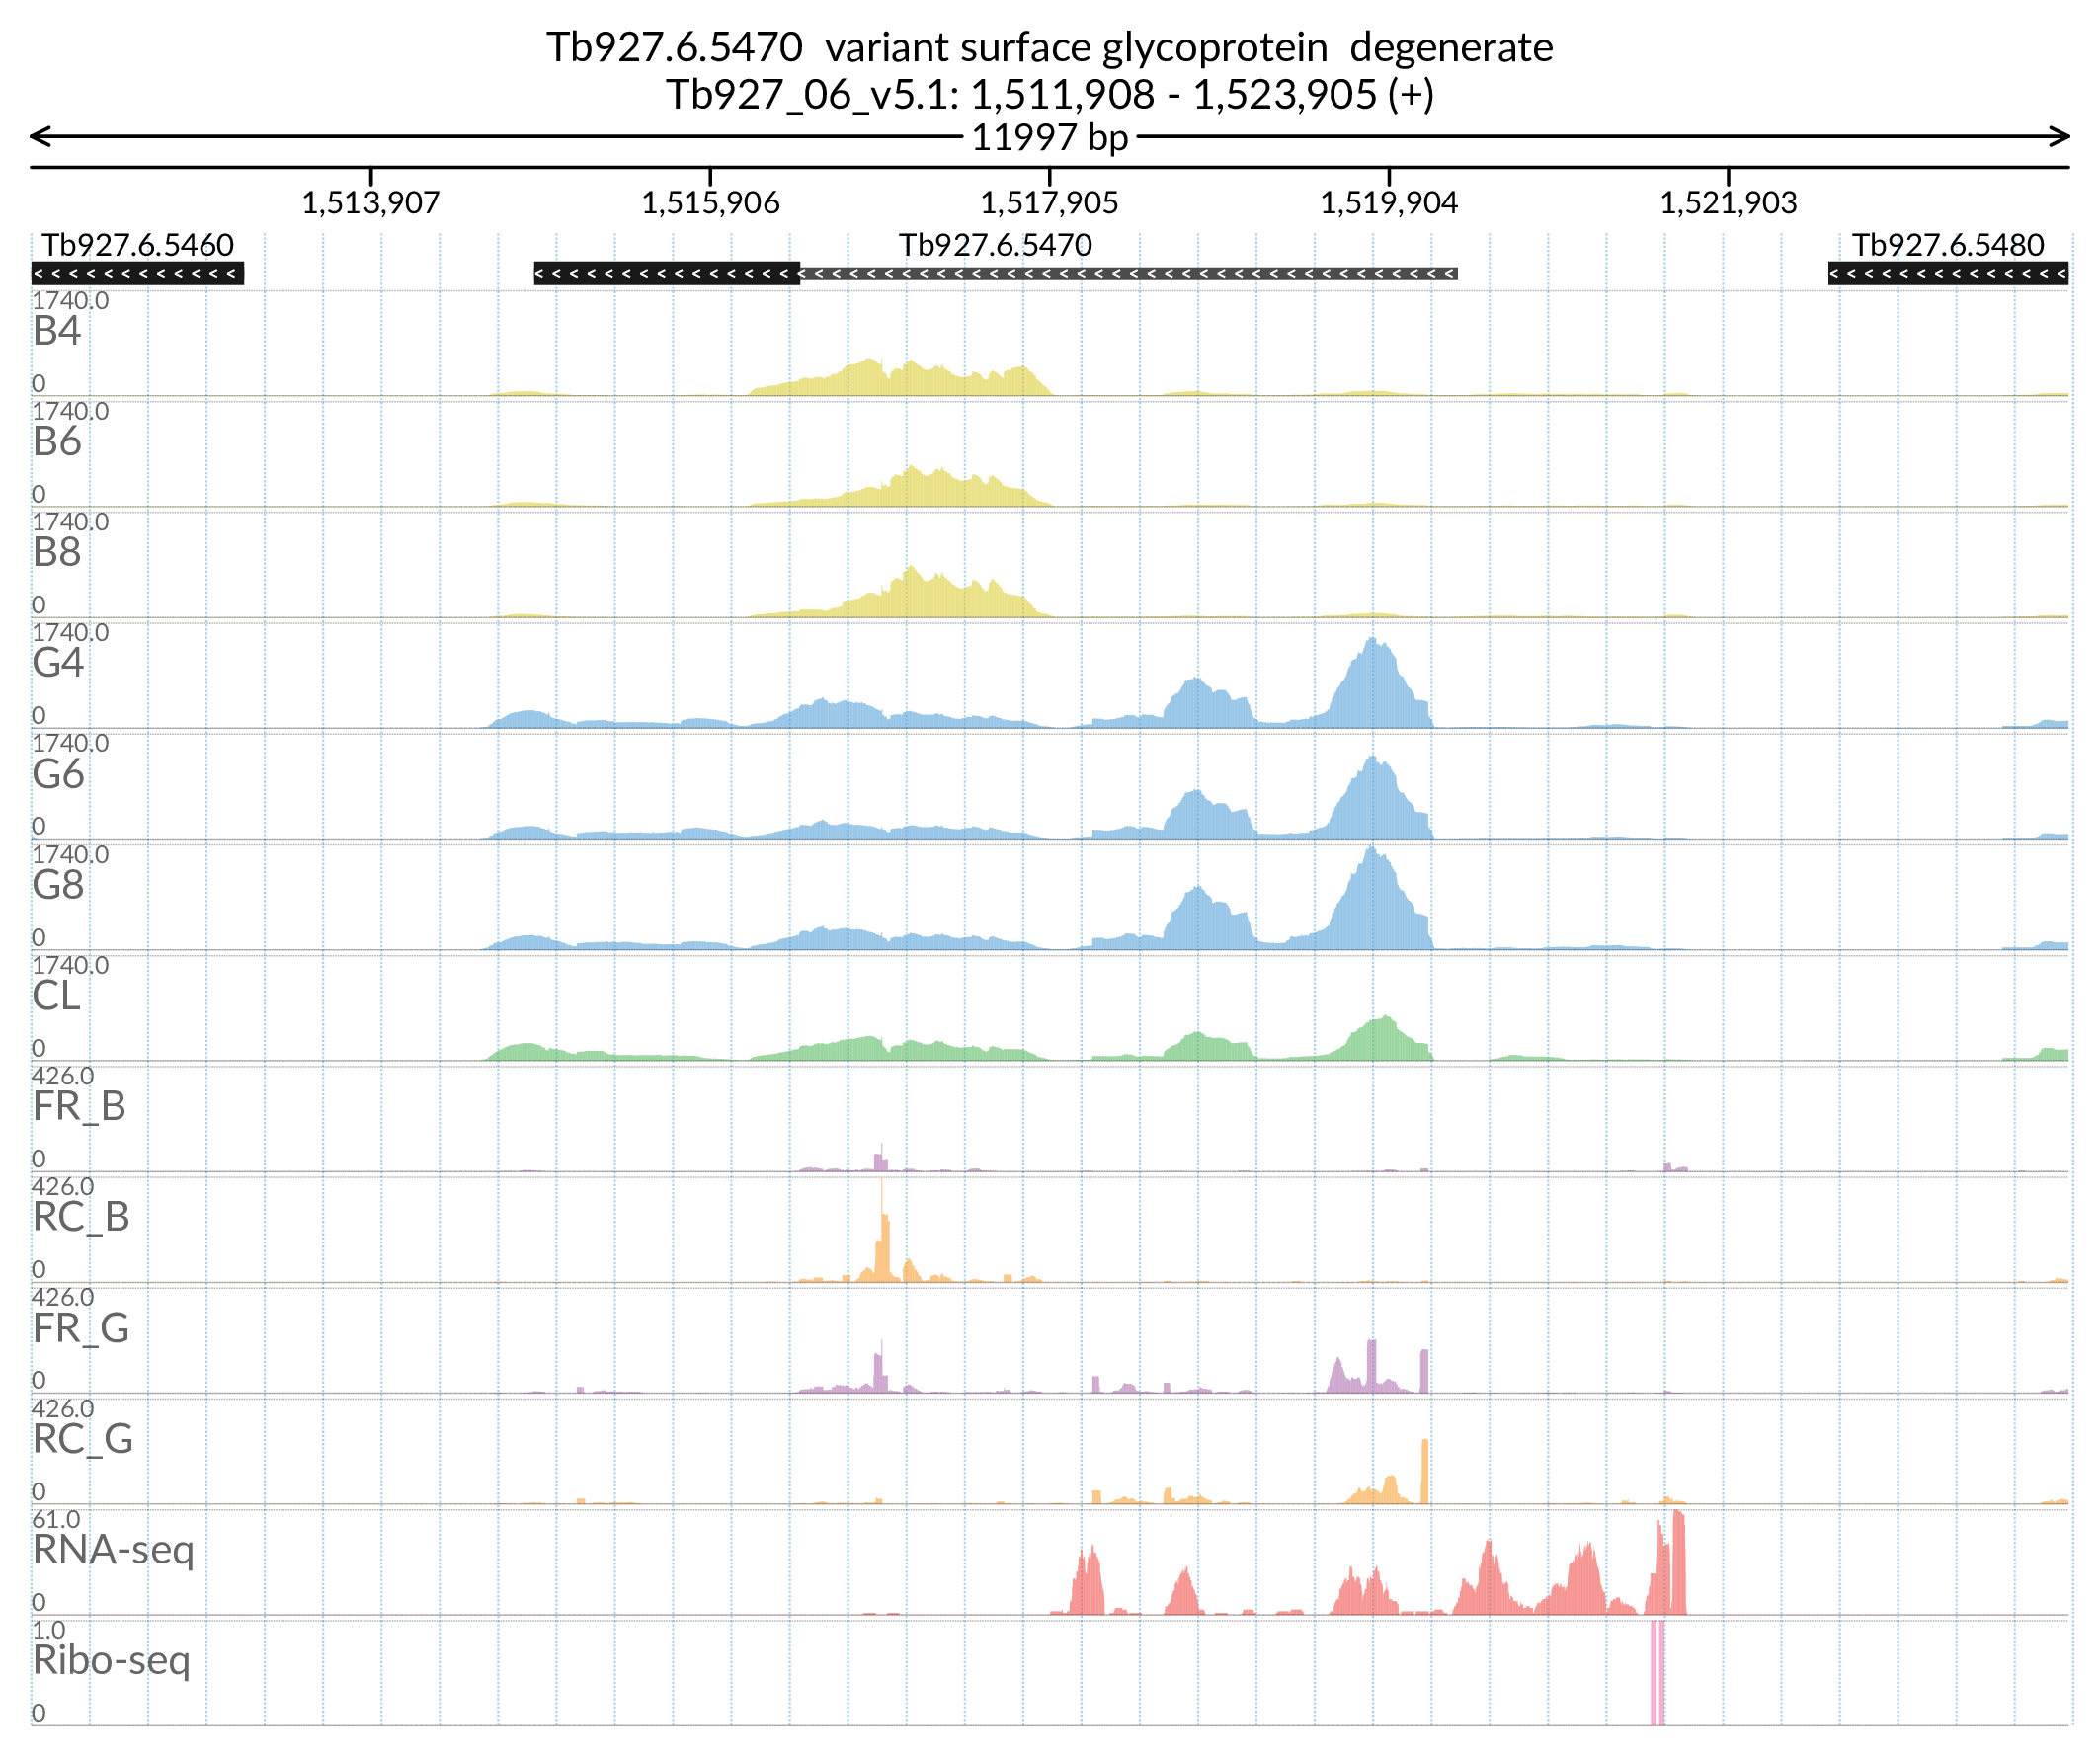 Tb927.6.5470 variant surface glycoprotein degenerate
Tb927_06_v5.1: 1,511,908 - 1,523,905 (+)
11997 bp
1,513,907 1,515,906 1,517,905 1,519,904 1,521,903
Tb927.6.5460 Tb927.6.5470 Tb927.6.5480
1740.0
B4
0
1740.0
B6
0
1740.0
B8
0
1740.0
G4
0
1740.0
G6
0
1740.0
G8
0
1740.0
CL
0
426.0
FR_B
0
426.0
RC_B
0
426.0
FR_G
0
426.0
RC_G
0
61.0
RNA-seq
0
1.0
Ribo-seq
0